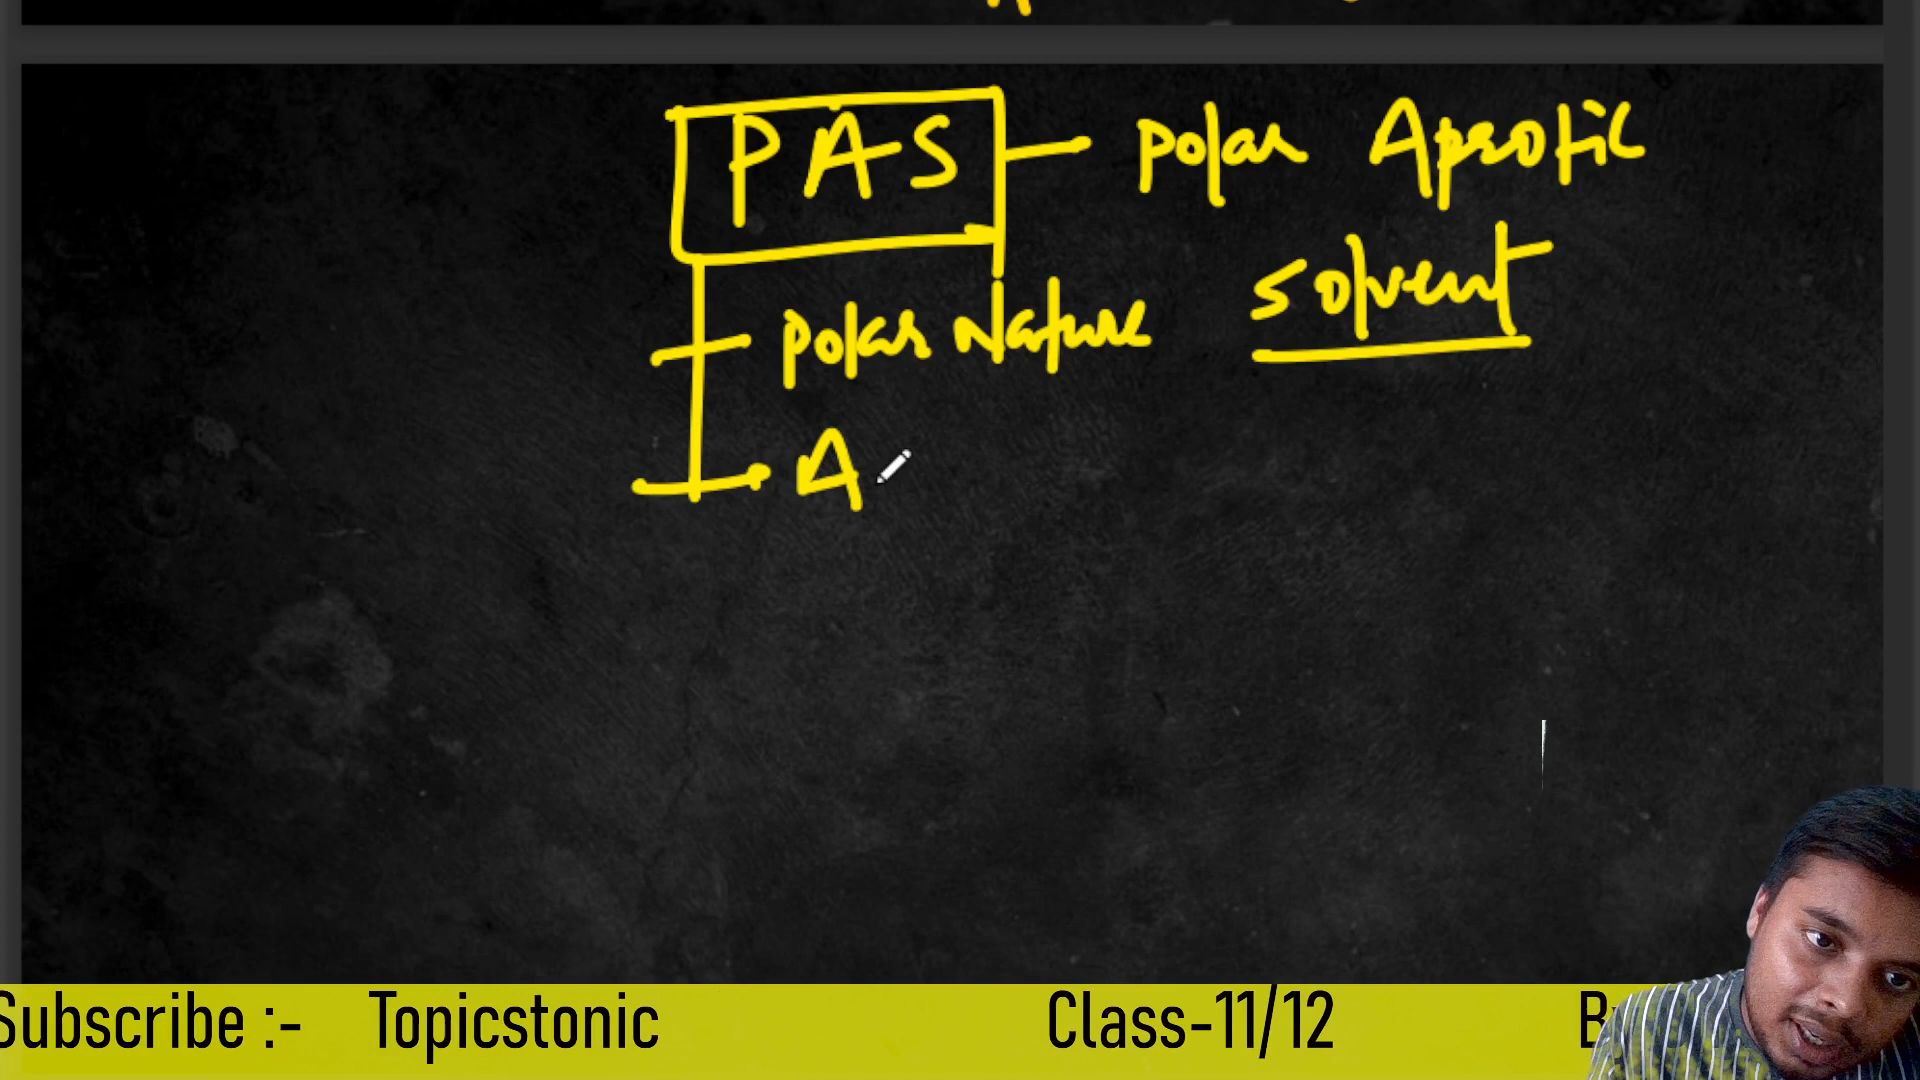 PAS - polar Aprotic
solvent
polar Nature
A
Subscribe :- Topicstonic Class-11/12 B